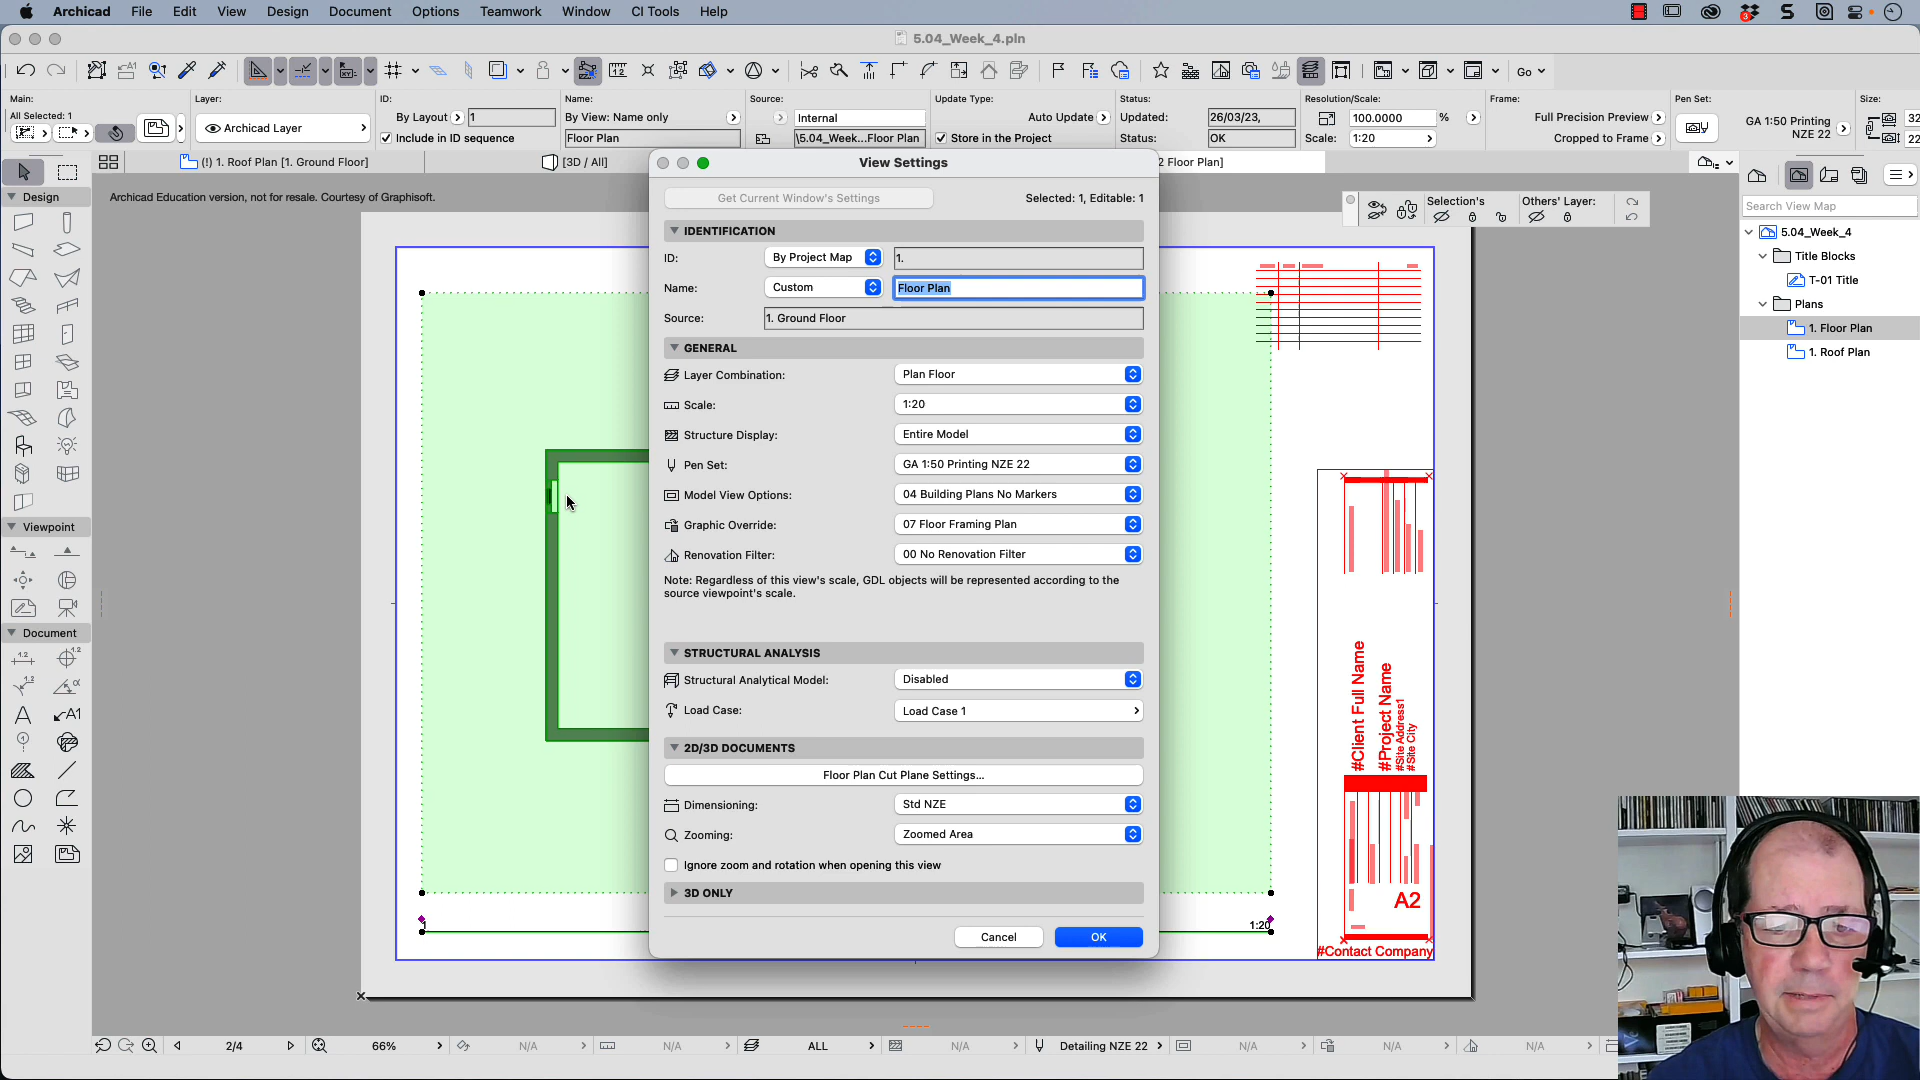 Archicad File Edit View Design Document Options Teamwork Window CI Tools Help
3
5.04_Week_4.pln
Go
Main:
All Selected: 1
Layer:
Archicad Layer
ID:
By Layout
1
Include in ID sequence
Name:
By View: Name only
Floor Plan
Source:
Internal
\5.04_Week...Floor Plan
Update Type:
Auto Update
Store in the Project
Status:
Updated: 26/03/23,
Status: OK
Resolution/Scale:
100.0000 %
Scale: 1:20
Frame:
Full Precision Preview
Cropped to Frame
Pen Set:
GA 1:50 Printing
NZE 22
Size:
(!) 1. Roof Plan [1. Ground Floor]
[3D / All]
2 Floor Plan]
Archicad Education version, not for resale. Courtesy of Graphisoft.
Design
Viewpoint
Document
View Settings
Get Current Window's Settings
Selected: 1, Editable: 1
IDENTIFICATION
ID: By Project Map 1.
Name: Custom Floor Plan
Source: 1. Ground Floor
GENERAL
Layer Combination: Plan Floor
Scale: 1:20
Structure Display: Entire Model
Pen Set: GA 1:50 Printing NZE 22
Model View Options: 04 Building Plans No Markers
Graphic Override: 07 Floor Framing Plan
Renovation Filter: 00 No Renovation Filter
Note: Regardless of this view's scale, GDL objects will be represented according to the
source viewpoint's scale.
STRUCTURAL ANALYSIS
Structural Analytical Model: Disabled
Load Case: Load Case 1
2D/3D DOCUMENTS
Floor Plan Cut Plane Settings...
Dimensioning: Std NZE
Zooming: Zoomed Area
Ignore zoom and rotation when opening this view
3D ONLY
Cancel
OK
Selection's
Others' Layer:
Search View Map
5.04_Week_4
Title Blocks
T-01 Title
Plans
1. Floor Plan
1. Roof Plan
#Client Full Name
#Project Name
#Site Address1
#Site City
A2
#Contact Company
1
1:20
2/4
66%
N/A
N/A
ALL
N/A
Detailing NZE 22
N/A
N/A
N/A